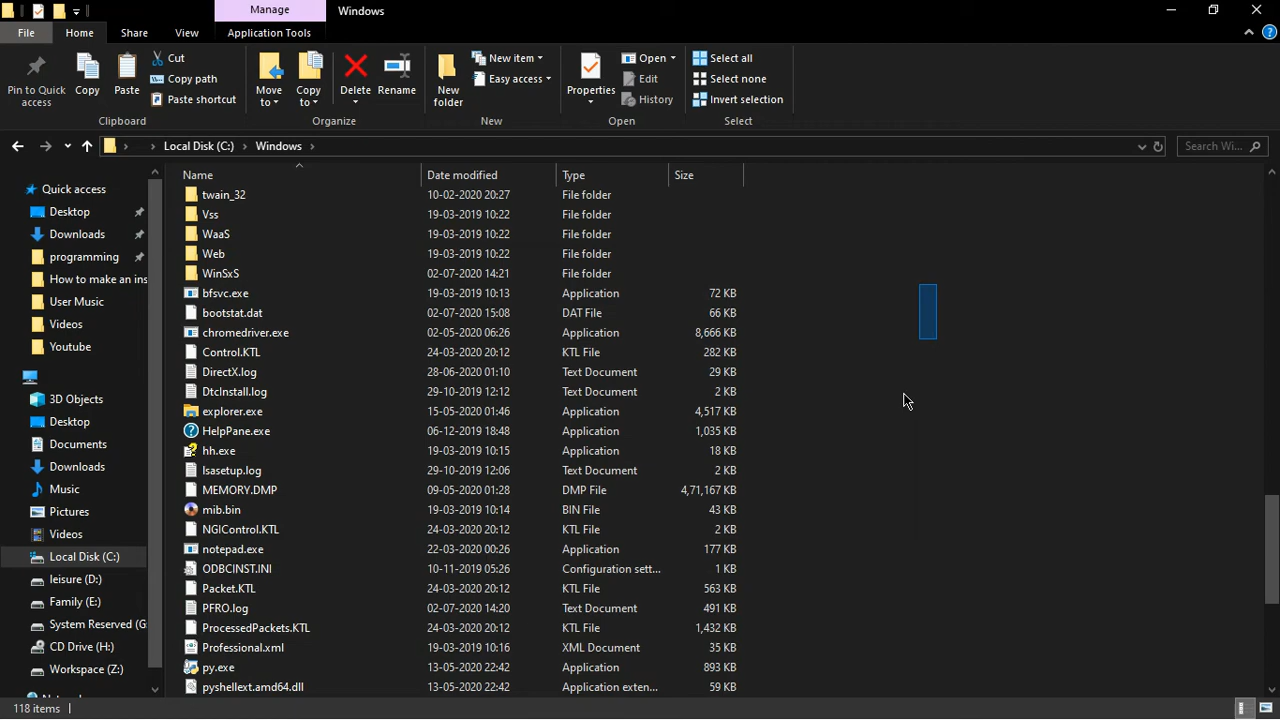 Manage
Windows
File
Home
Share
View
Application Tools
Pin to Quick access
Copy
Paste
Cut
Copy path
Paste shortcut
Clipboard
Move to
Copy to
Delete
Rename
Organize
New folder
New item
Easy access
New
Properties
Open
Edit
History
Open
Select all
Select none
Invert selection
Select
Local Disk (C:) > Windows >
Search Wi...
Quick access
Desktop
Downloads
programming
How to make an ins
User Music
Videos
Youtube
3D Objects
Desktop
Documents
Downloads
Music
Pictures
Videos
Local Disk (C:)
leisure (D:)
Family (E:)
System Reserved (G
CD Drive (H:)
Workspace (Z:)
Name Date modified Type Size
twain_32 10-02-2020 20:27 File folder
Vss 19-03-2019 10:22 File folder
WaaS 19-03-2019 10:22 File folder
Web 19-03-2019 10:22 File folder
WinSxS 02-07-2020 14:21 File folder
bfsvc.exe 19-03-2019 10:13 Application 72 KB
bootstat.dat 02-07-2020 15:08 DAT File 66 KB
chromedriver.exe 02-05-2020 06:26 Application 8,666 KB
Control.KTL 24-03-2020 20:12 KTL File 282 KB
DirectX.log 28-06-2020 01:10 Text Document 29 KB
DtcInstall.log 29-10-2019 12:12 Text Document 2 KB
explorer.exe 15-05-2020 01:46 Application 4,517 KB
HelpPane.exe 06-12-2019 18:48 Application 1,035 KB
hh.exe 19-03-2019 10:15 Application 18 KB
lsasetup.log 29-10-2019 12:06 Text Document 2 KB
MEMORY.DMP 09-05-2020 01:28 DMP File 4,71,167 KB
mib.bin 19-03-2019 10:14 BIN File 43 KB
NGIControl.KTL 24-03-2020 20:12 KTL File 2 KB
notepad.exe 22-03-2020 00:26 Application 177 KB
ODBCINST.INI 10-11-2019 05:26 Configuration sett... 1 KB
Packet.KTL 24-03-2020 20:12 KTL File 563 KB
PFRO.log 02-07-2020 14:20 Text Document 491 KB
ProcessedPackets.KTL 24-03-2020 20:12 KTL File 1,432 KB
Professional.xml 19-03-2019 10:16 XML Document 35 KB
py.exe 13-05-2020 22:42 Application 893 KB
pyshellext.amd64.dll 13-05-2020 22:42 Application exten... 59 KB
118 items